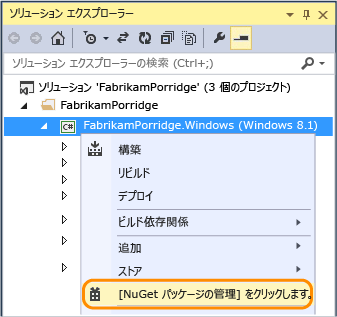 ソリューション エクスプローラー
ソリューション エクスプローラーの検索 (Ctrl+;)
ソリューション 'FabrikamPorridge' (3 個のプロジェクト)
FabrikamPorridge
C# FabrikamPorridge.Windows (Windows 8.1)
構築
リビルド
デプロイ
ビルド依存関係
追加
ストア
[NuGet パッケージの管理] をクリックします。